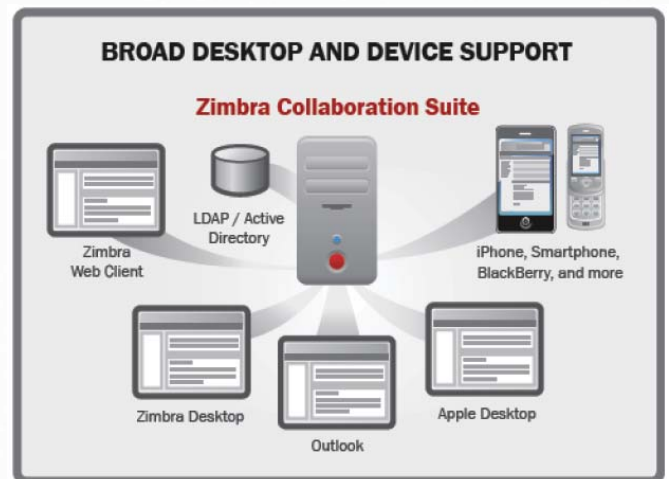 BROAD DESKTOP AND DEVICE SUPPORT
Zimbra Collaboration Suite
LDAP / Active
Directory
Zimbra
Web Client
iPhone, Smartphone,
BlackBerry, and more
Zimbra Desktop
Outlook
Apple Desktop